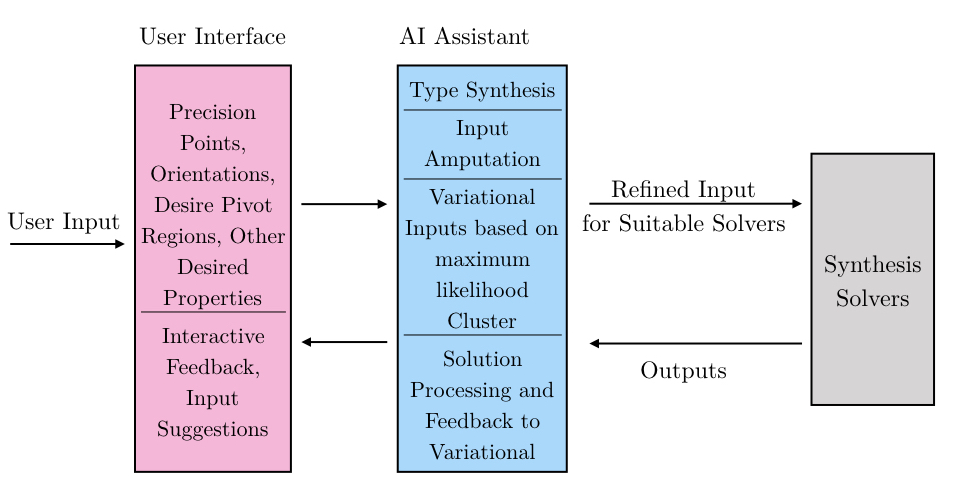 User Interface
AI Assistant
User Input
Precision
Points,
Orientations,
Desire Pivot
Regions, Other
Desired
Properties
Interactive
Feedback,
Input
Suggestions
Type Synthesis
Input
Amputation
Variational
Inputs based on
maximum
likelihood
Cluster
Solution
Processing and
Feedback to
Variational
Refined Input
for Suitable Solvers
Outputs
Synthesis
Solvers